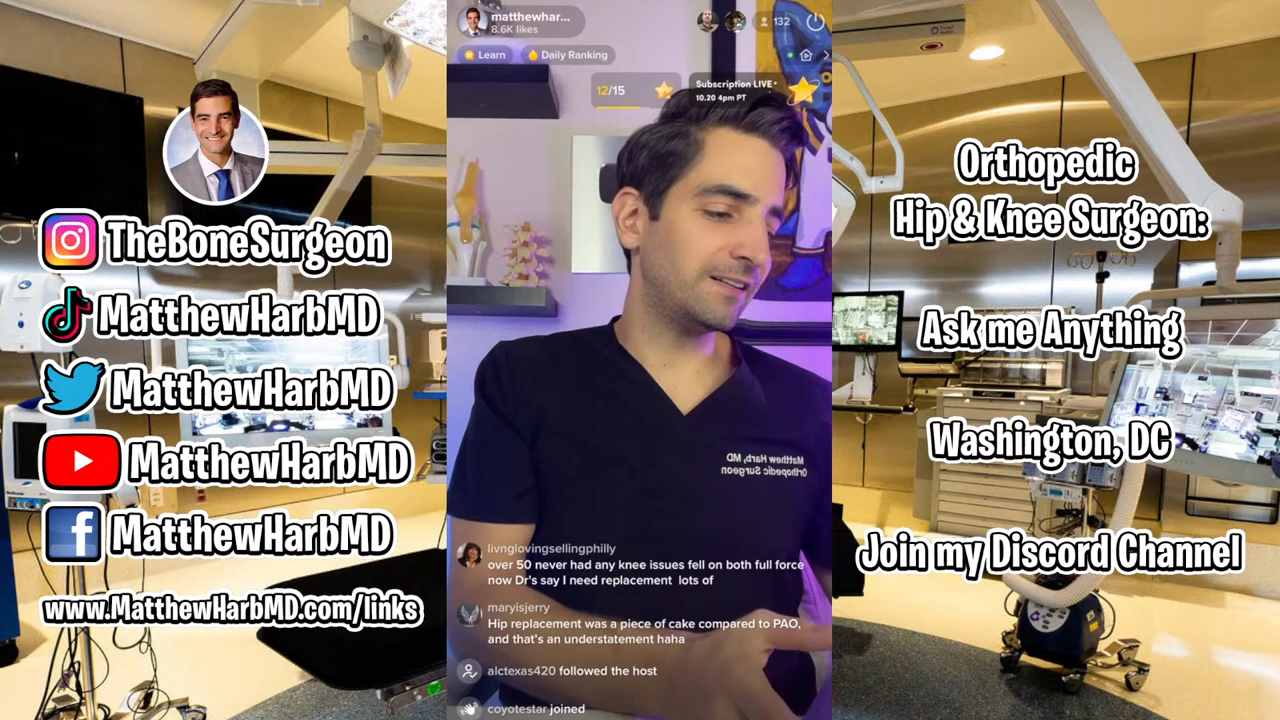 TheBoneSurgeon
MatthewHarbMD
MatthewHarbMD
MatthewHarbMD
MatthewHarbMD
www.MatthewHarbMD.com/links
matthewhar...
8.6K likes
132
Learn
Daily Ranking
12/15
Subscription LIVE
10.20 4pm PT
Matthew Harb, MD,
Orthopedic Surgeon
livnglovingsellingphilly
over 50 never had any knee issues fell on both full force
now Dr's say I need replacement lots of
maryisjerry
Hip replacement was a piece of cake compared to PAO,
and that's an understatement haha
alctexas420 followed the host
coyotestar joined
Orthopedic
Hip & Knee Surgeon:
Ask me Anything
Washington, DC
Join my Discord Channel